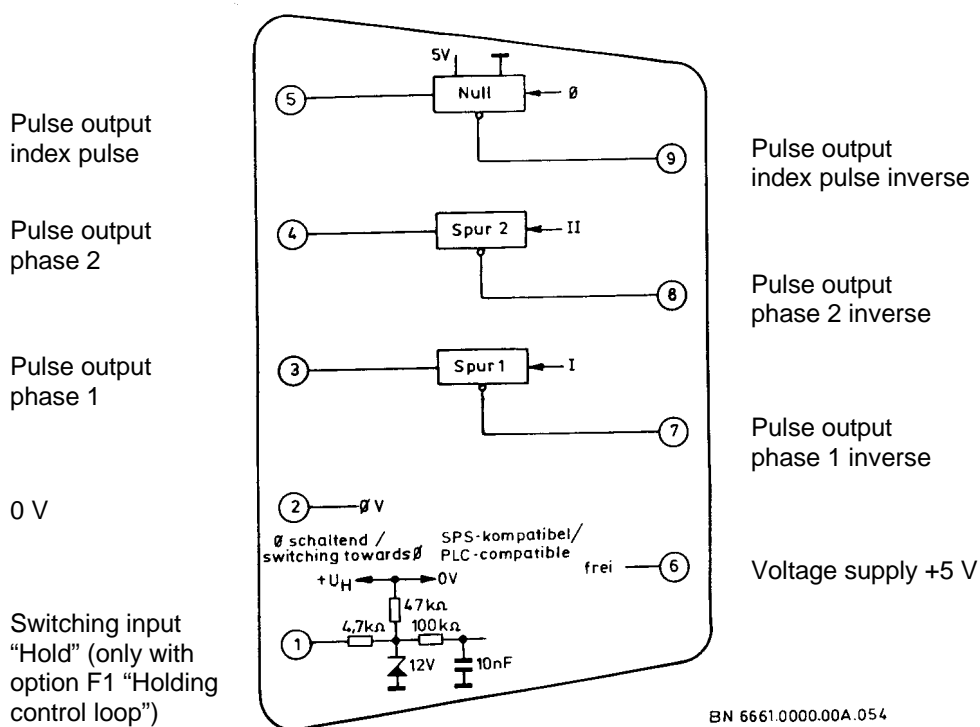 5V
5
Null
Ø
Pulse output
index pulse
9
Pulse output
index pulse inverse
Pulse output
phase 2
4
Spur 2
II
8
Pulse output
phase 2 inverse
Pulse output
phase 1
3
Spur 1
I
7
Pulse output
phase 1 inverse
0 V
2
Ø V
Ø schaltend /
switching towards Ø
SPS-kompatibel/
PLC-compatible
frei
6
Voltage supply +5 V
+UH
0V
47kΩ
Switching input
“Hold” (only with
option F1 “Holding
control loop”)
1
4,7kΩ
100kΩ
12V
10nF
BN 6661.0000.00A.054